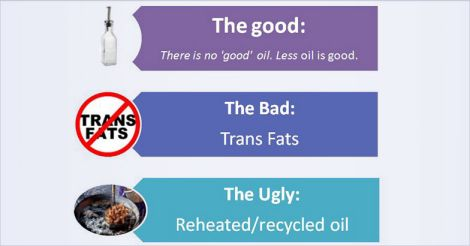 The good:
There is no 'good' oil. Less oil is good.
TRANS
FATS
The Bad:
Trans Fats
The Ugly:
Reheated/recycled oil